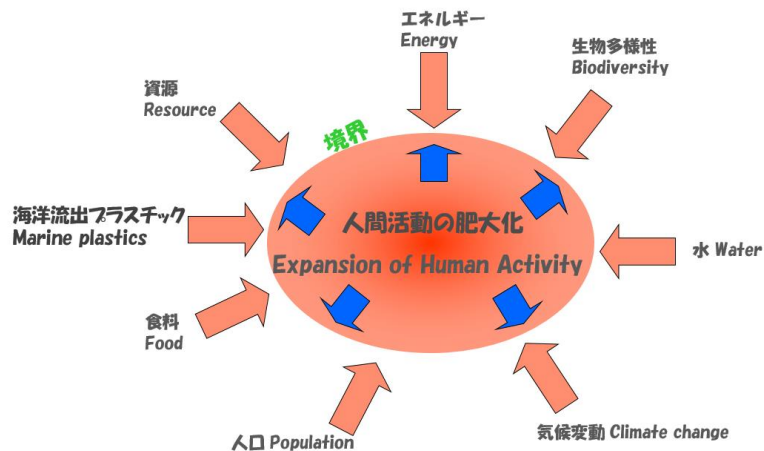 エネルギー
Energy
生物多様性
Biodiversity
資源
Resource
境界
海洋流出プラスチック
Marine plastics
人間活動の肥大化
Expansion of Human Activity
水 Water
食料
Food
人口 Population
気候変動 Climate change